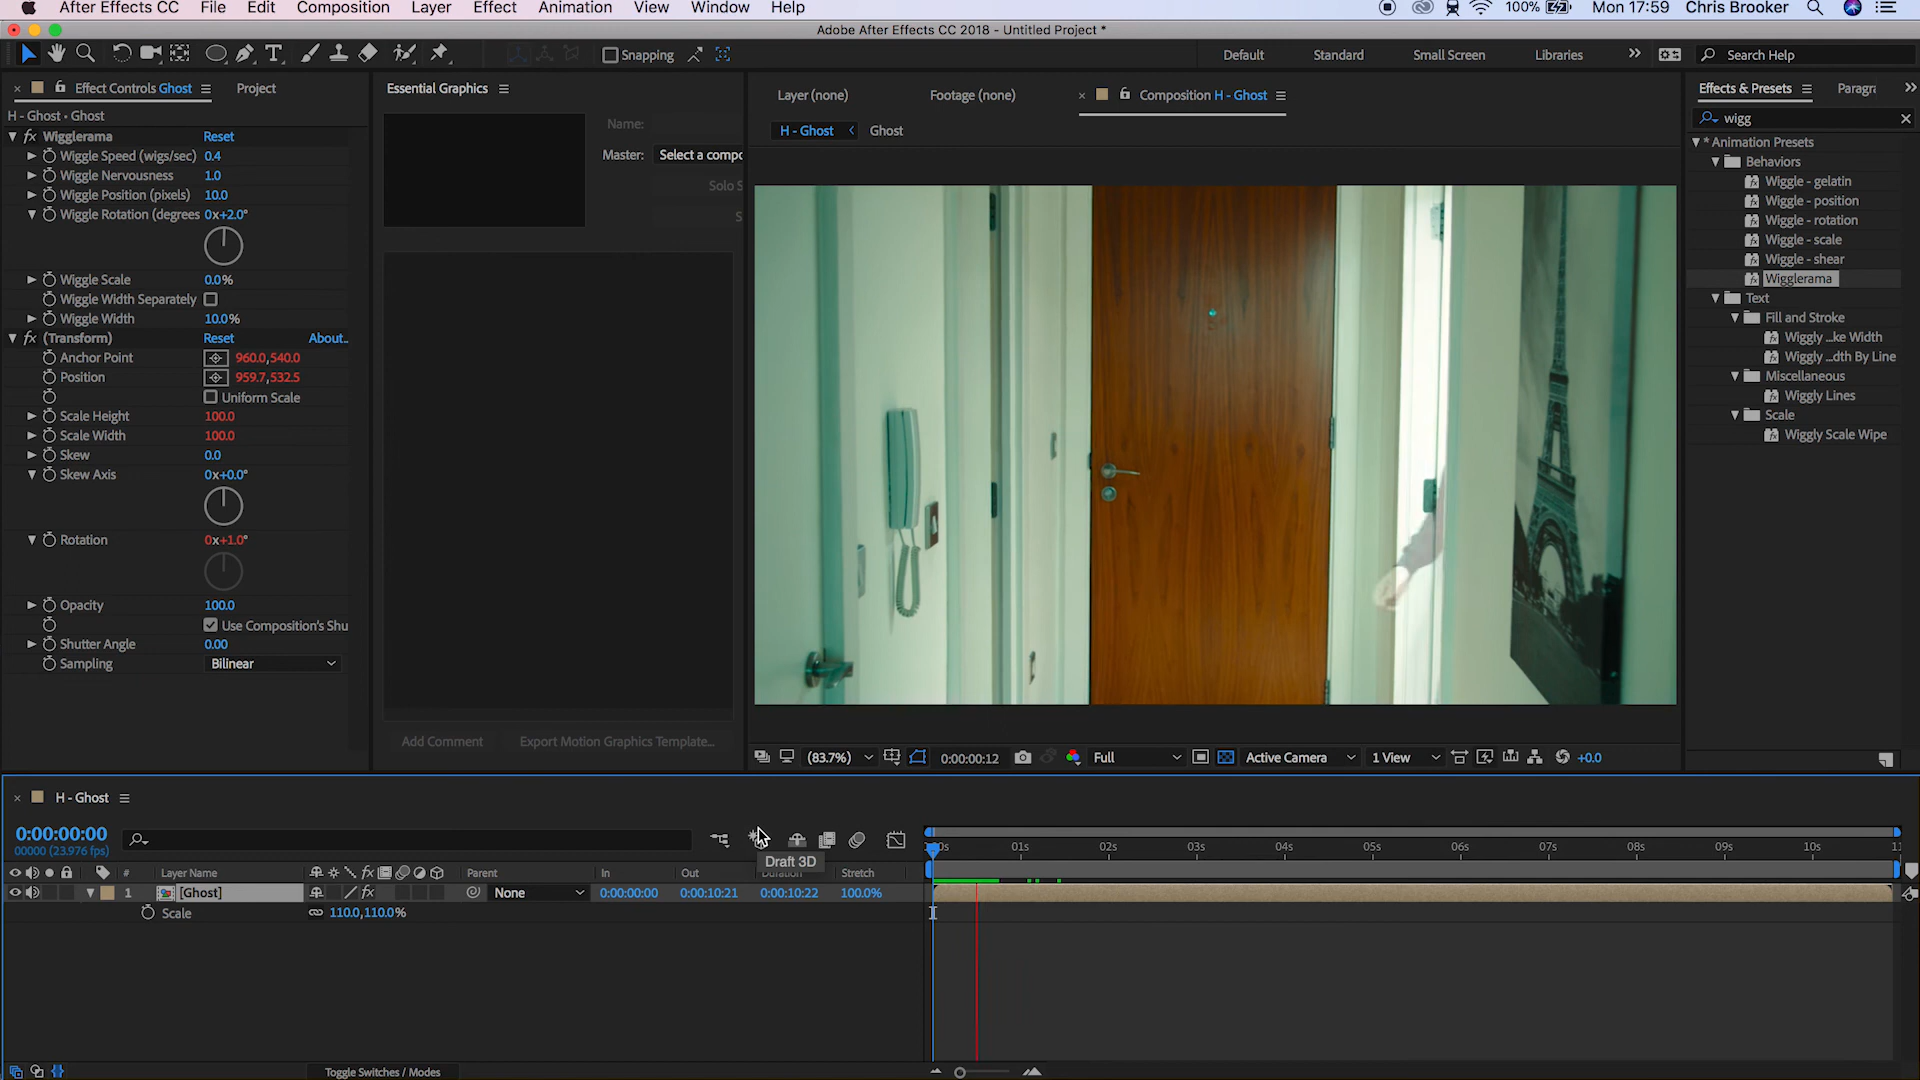 After Effects CC File Edit Composition Layer Effect Animation View Window Help 100% Mon 17:59 Chris Brooker
Adobe After Effects CC 2018 - Untitled Project *
Snapping Default Standard Small Screen Libraries Search Help
Effect Controls Ghost Project Essential Graphics Layer (none) Footage (none) Composition H - Ghost Effects & Presets Paragra
H - Ghost • Ghost
H - Ghost Ghost
wigg
Wigglerama Reset
Wiggle Speed (wigs/sec) 0.4
Wiggle Nervousness 1.0
Wiggle Position (pixels) 10.0
Wiggle Rotation (degrees 0x+2.0°
Wiggle Scale 0.0%
Wiggle Width Separately
Wiggle Width 10.0%
(Transform) Reset About..
Anchor Point 960.0,540.0
Position 959.7,532.5
Uniform Scale
Scale Height 100.0
Scale Width 100.0
Skew 0.0
Skew Axis 0x+0.0°
Rotation 0x+1.0°
Opacity 100.0
Use Composition's Shu
Shutter Angle 0.00
Sampling Bilinear
Name:
Master: Select a compo
Solo S
S
Add Comment Export Motion Graphics Template...
* Animation Presets
Behaviors
Wiggle - gelatin
Wiggle - position
Wiggle - rotation
Wiggle - scale
Wiggle - shear
Wigglerama
Text
Fill and Stroke
Wiggly ...ke Width
Wiggly ...dth By Line
Miscellaneous
Wiggly Lines
Scale
Wiggly Scale Wipe
(83.7%) 0:00:00:12 Full Active Camera 1 View +0.0
H - Ghost
0:00:00:00
00000 (23.976 fps)
Draft 3D
0s 01s 02s 03s 04s 05s 06s 07s 08s 09s 10s 11
# Layer Name Parent In Out Duration Stretch
1 [Ghost] None 0:00:00:00 0:00:10:21 0:00:10:22 100.0%
Scale 110.0,110.0%
Toggle Switches / Modes